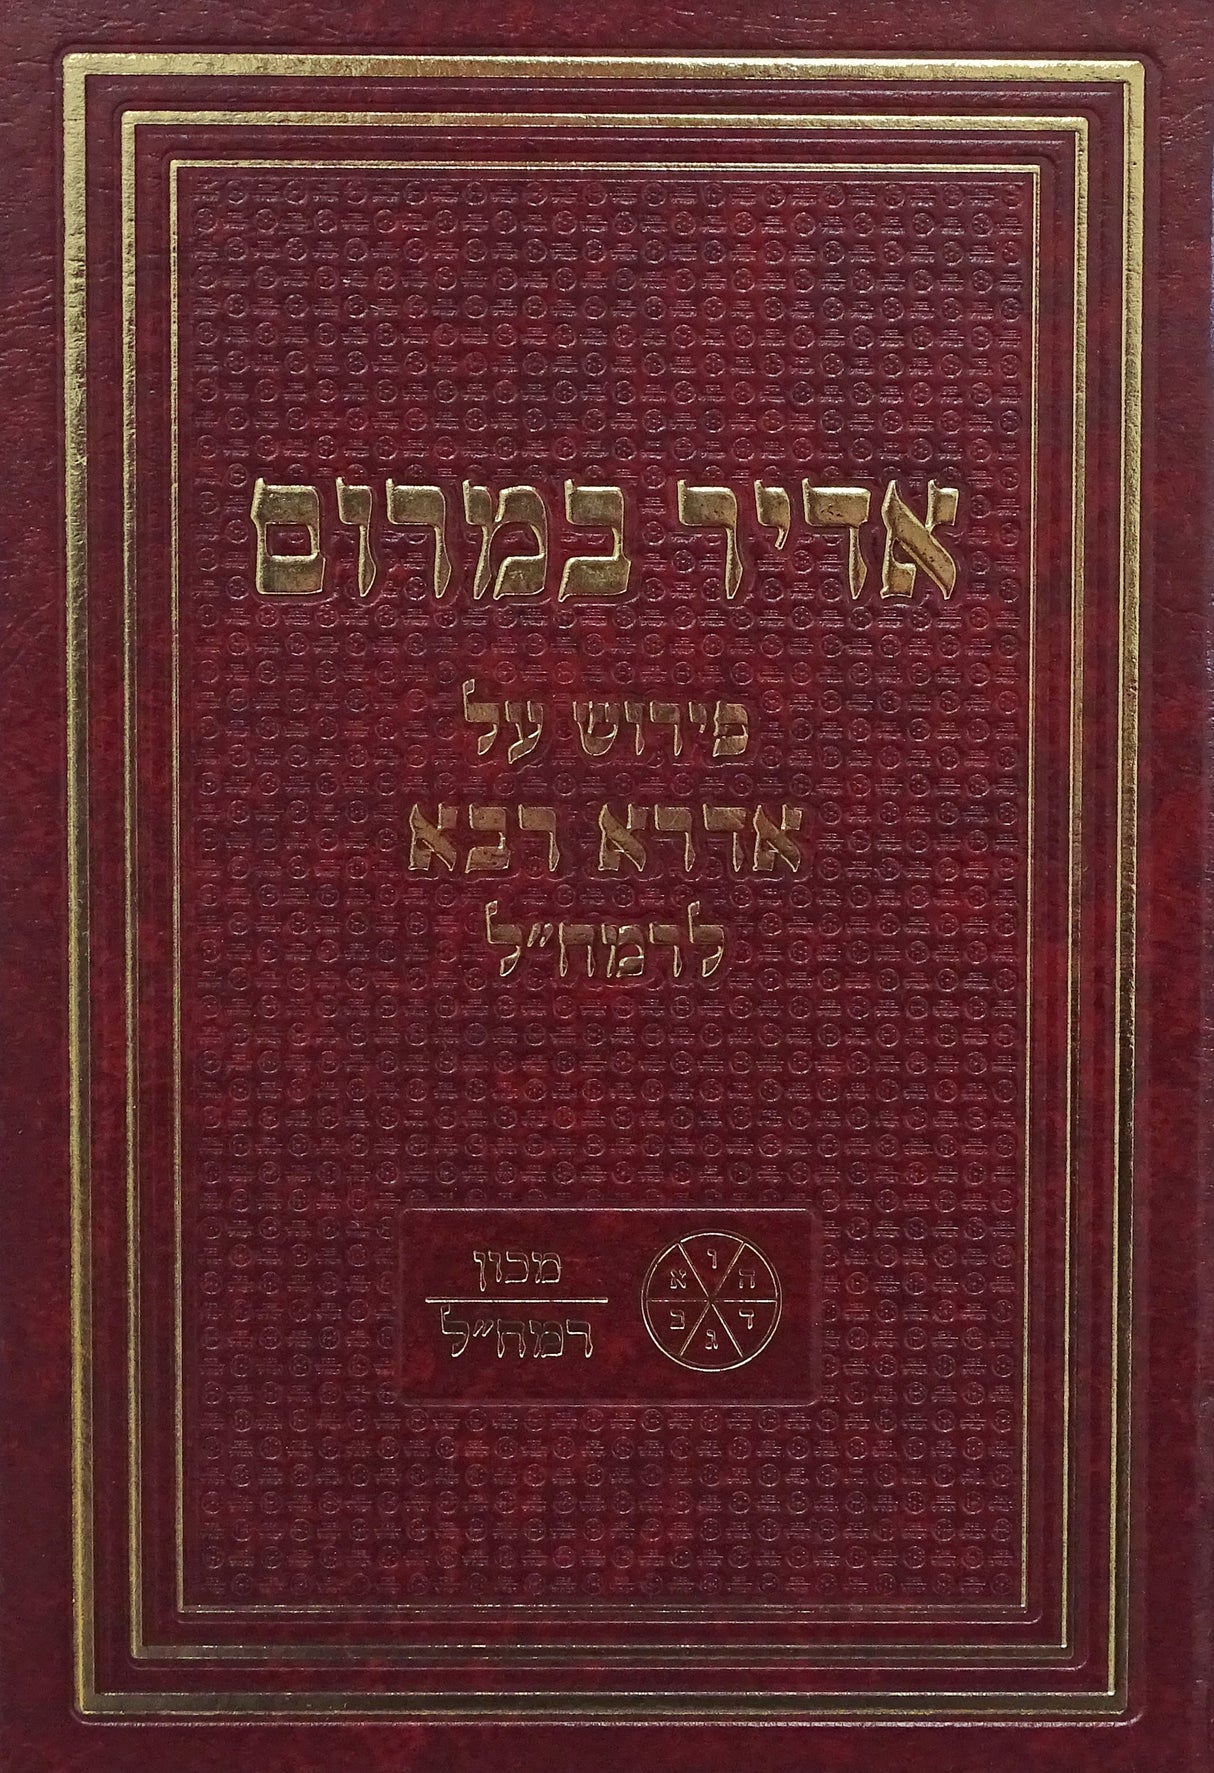 אדיר במרום
פירוש על
אדרא רבא
לרמח״ל
ו
ה
א
ד
ב
ג
מכון
רמח״ל